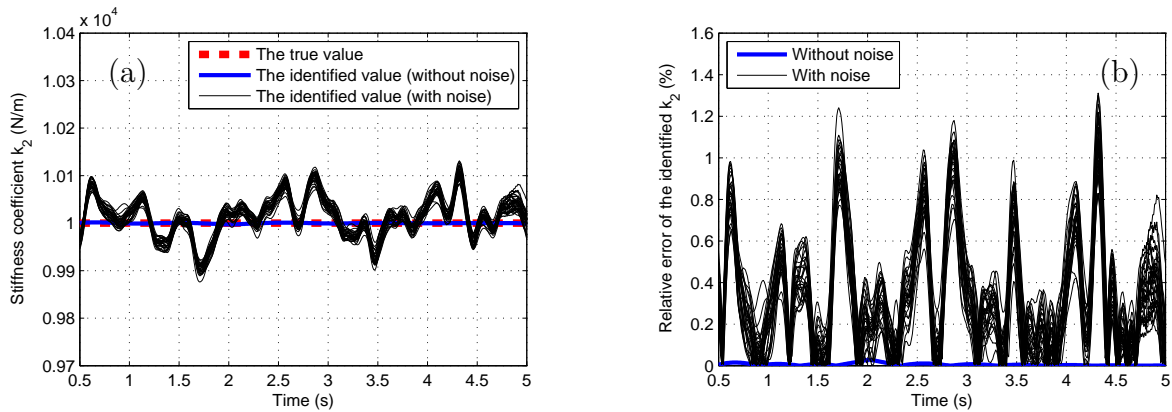 x 10^4
1.04
1.03
1.02
1.01
1
0.99
0.98
0.97
0.5 1 1.5 2 2.5 3 3.5 4 4.5 5
Time (s)
Stiffness coefficient k_2 (N/m)
(a)
The true value
The identified value (without noise)
The identified value (with noise)
1.6
1.4
1.2
1
0.8
0.6
0.4
0.2
0
0.5 1 1.5 2 2.5 3 3.5 4 4.5 5
Time (s)
Relative error of the identified k_2 (%)
(b)
Without noise
With noise